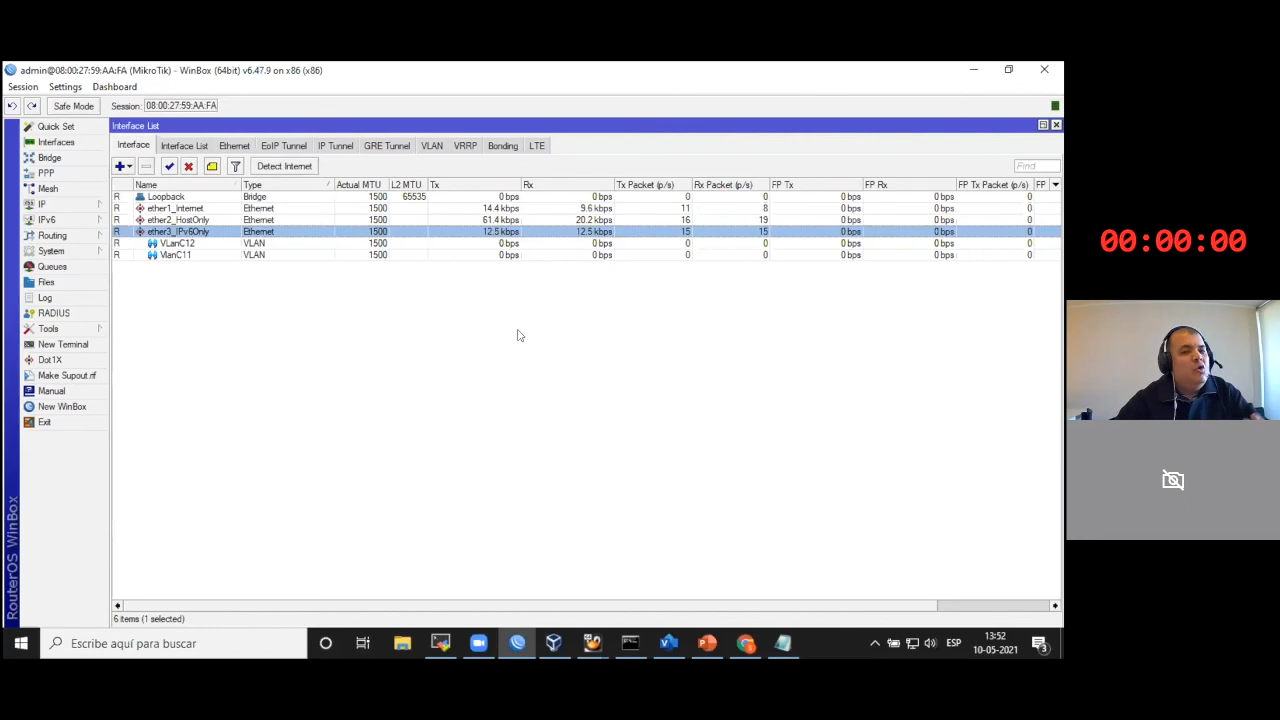 admin@08:00:27:59:AA:FA (MikroTik) - WinBox (64bit) v6.47.9 on x86 (x86)
Session Settings Dashboard
Safe Mode Session: 08:00:27:59:AA:FA
Quick Set
Interfaces
Bridge
PPP
Mesh
IP
IPv6
Routing
System
Queues
Files
Log
RADIUS
Tools
New Terminal
Dot1X
Make Supout.rif
Manual
New WinBox
Exit
RouterOS WinBox
Interface List
Interface Interface List Ethernet EoIP Tunnel IP Tunnel GRE Tunnel VLAN VRRP Bonding LTE
Detect Internet Find
Name Type Actual MTU L2 MTU Tx Rx Tx Packet (p/s) Rx Packet (p/s) FP Tx FP Rx FP Tx Packet (p/s) FP
R Loopback Bridge 1500 65535 0 bps 0 bps 0 0 0 bps 0 bps 0
R ether1_Internet Ethernet 1500 14.4 kbps 9.6 kbps 11 8 0 bps 0 bps 0
R ether2_HostOnly Ethernet 1500 61.4 kbps 20.2 kbps 16 19 0 bps 0 bps 0
R ether3_IPv6Only Ethernet 1500 12.5 kbps 12.5 kbps 15 15 0 bps 0 bps 0
R VLanC12 VLAN 1500 0 bps 0 bps 0 0 0 bps 0 bps 0
R VlanC11 VLAN 1500 0 bps 0 bps 0 0 0 bps 0 bps 0
6 items (1 selected)
Escribe aquí para buscar
ESP
13:52
10-05-2021
3
00:00:00